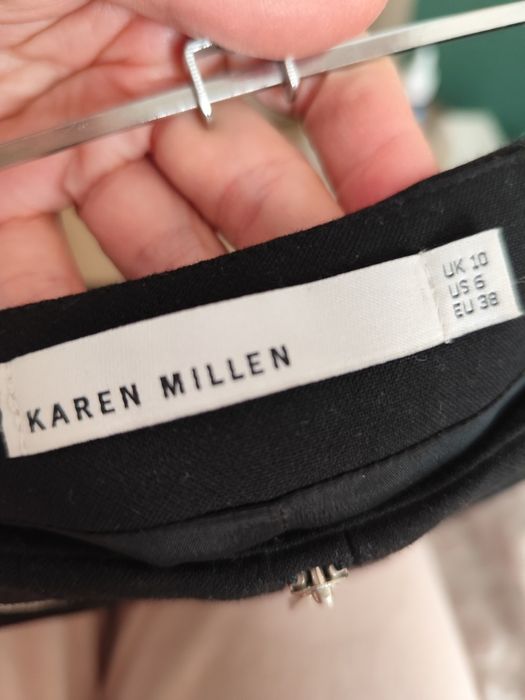 KAREN MILLEN
UK 10
US 6
EU 38